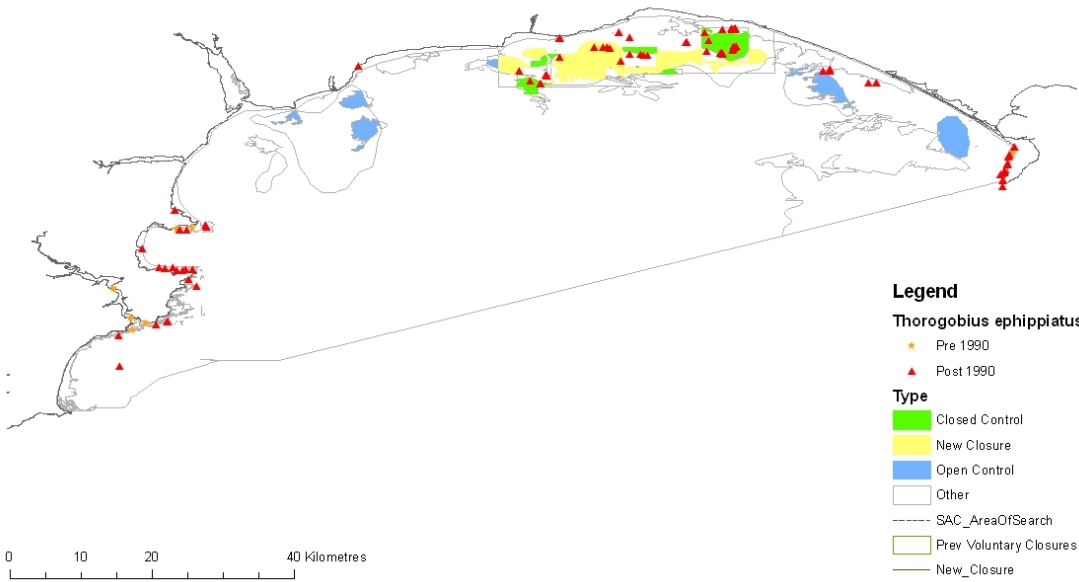 Legend
Thorogobius ephippiatus
Pre 1990
Post 1990
Type
Closed Control
New Closure
Open Control
Other
SAC_AreaOfSearch
Prev Voluntary Closures
New_Closure
0 10 20 40 Kilometres